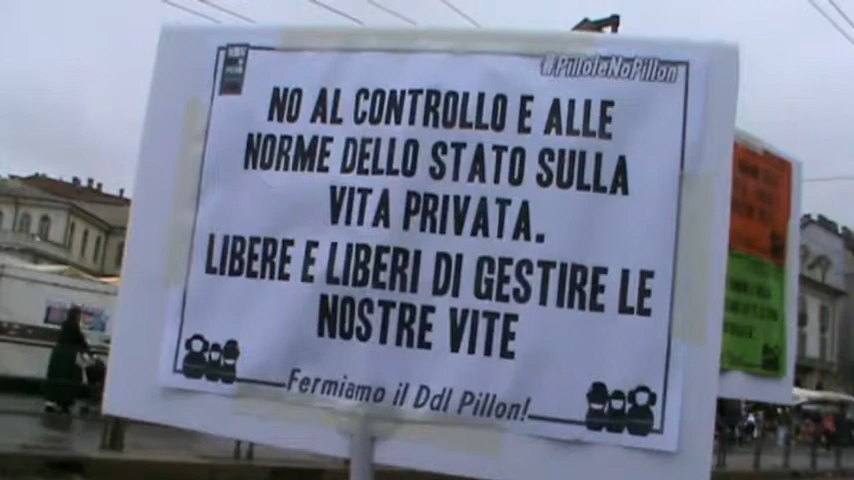 #PilloleNoPillon
NO AL CONTROLLO E ALLE
NORME DELLO STATO SULLA
VITA PRIVATA.
LIBERE E LIBERI DI GESTIRE LE
NOSTRE VITE
Fermiamo il Ddl Pillon!